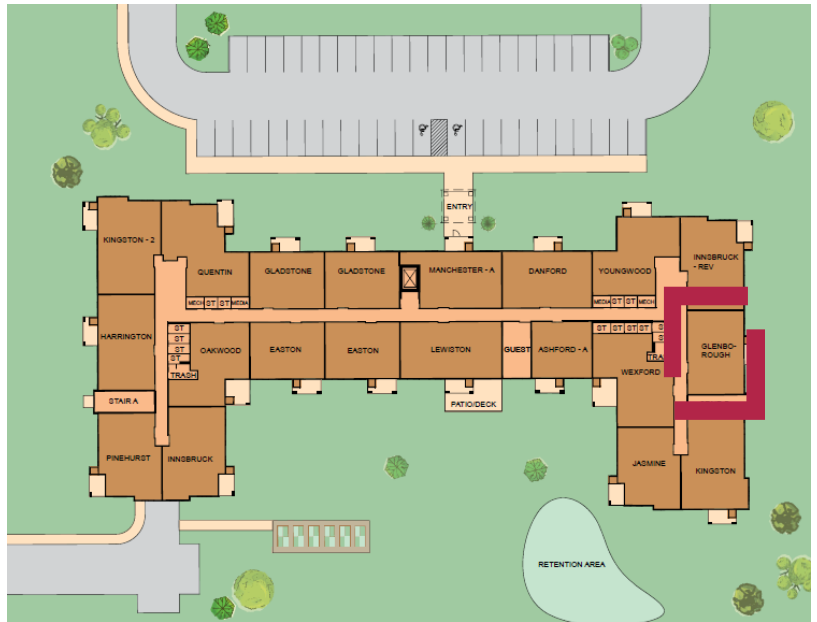 ENTRY
KINGSTON - 2
QUENTIN
GLADSTONE
GLADSTONE
MANCHESTER - A
DANFORD
YOUNGWOOD
INNSBRUCK
- REV
MECH ST ST MEDIA
MEDIA ST ST MECH
HARRINGTON
ST
ST
ST
ST
TRASH
OAKWOOD
EASTON
EASTON
LEWISTON
GUEST
ASHFORD - A
ST ST ST ST
WEXFORD
GLENBO-
ROUGH
STAIR A
PATIO/DECK
PINEHURST
INNSBRUCK
JASMINE
KINGSTON
RETENTION AREA